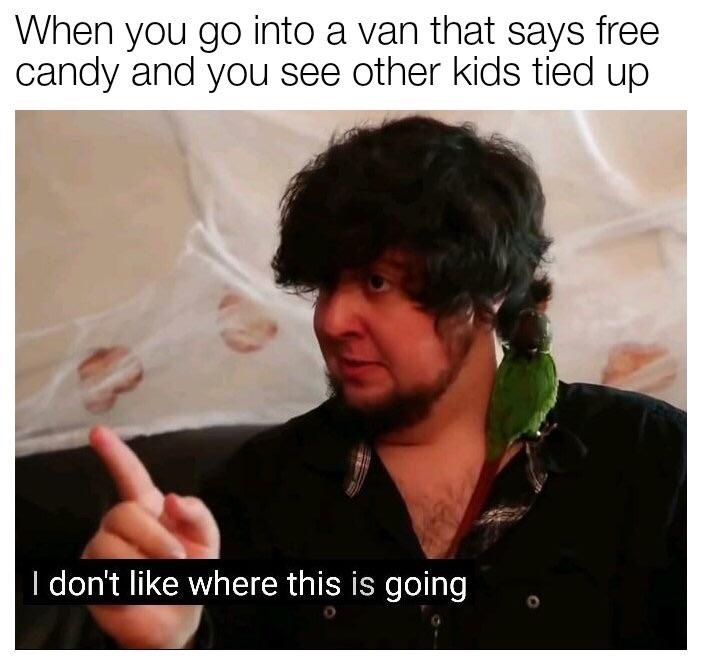 When you go into a van that says free
candy and you see other kids tied up
I don't like where this is going